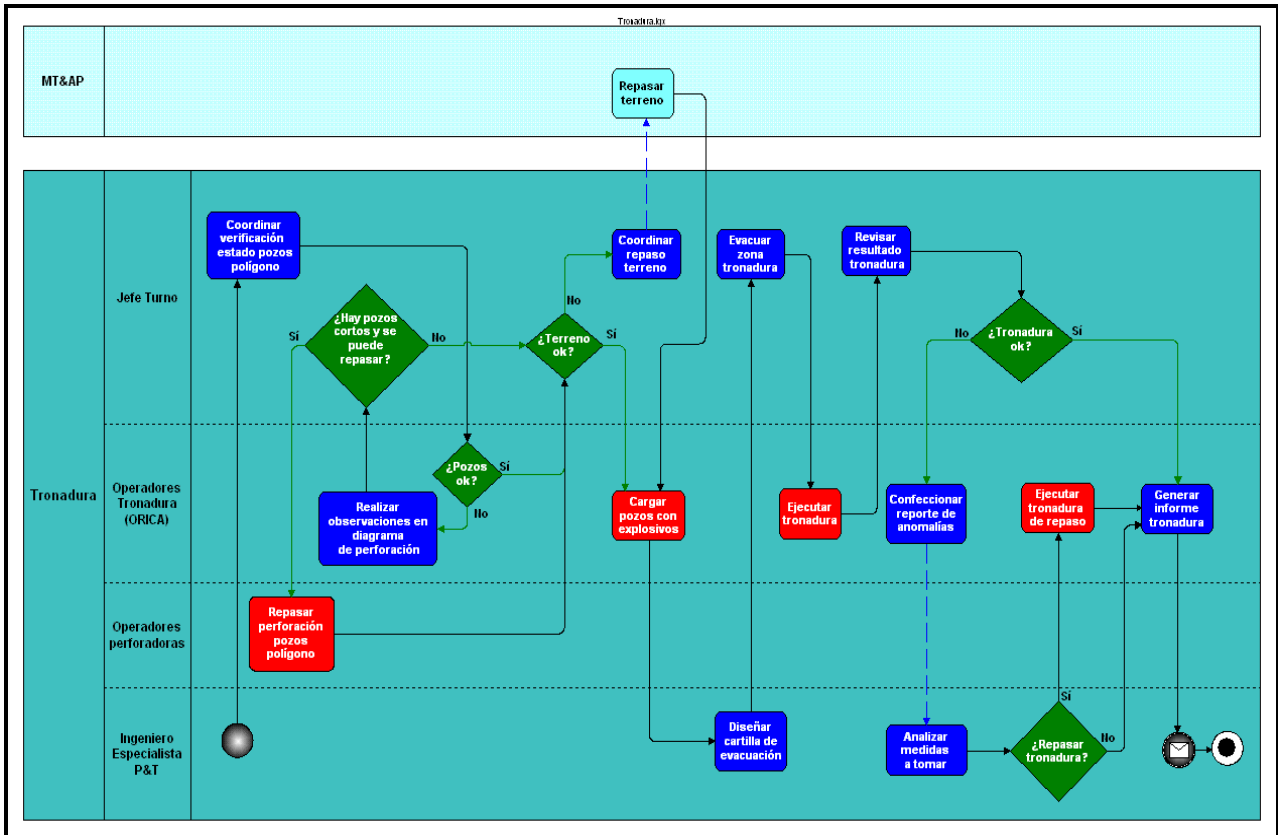 Tronadura.igx
MT&AP
Repasar
terreno
Tronadura
Jefe Turno
Coordinar
verificación
estado pozos
polígono
¿Hay pozos
cortos y se
puede
repasar?
Sí
No
¿Terreno
ok?
No
Sí
Coordinar
repaso
terreno
Evacuar
zona
tronadura
Revisar
resultado
tronadura
¿Tronadura
ok?
No
Sí
Operadores
Tronadura
(ORICA)
¿Pozos
ok?
Sí
No
Realizar
observaciones en
diagrama
de perforación
Cargar
pozos con
explosivos
Ejecutar
tronadura
Confeccionar
reporte de
anomalías
Ejecutar
tronadura
de repaso
Generar
informe
tronadura
Operadores
perforadoras
Repasar
perforación
pozos
polígono
Ingeniero
Especialista
P&T
Diseñar
cartilla de
evacuación
Analizar
medidas
a tomar
¿Repasar
tronadura?
Sí
No